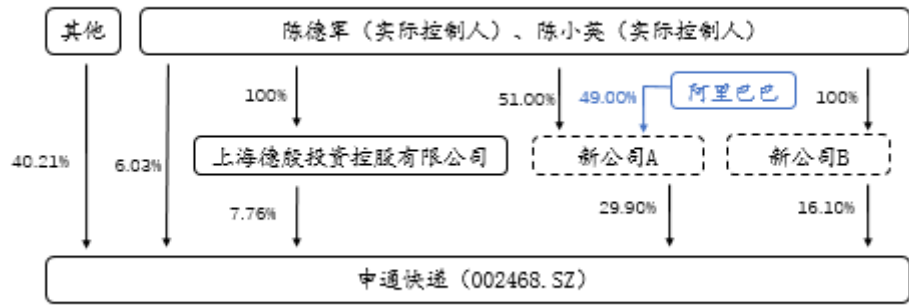 其他
陈德军（实际控制人）、陈小英（实际控制人）
100%
51.00%
49.00%
阿里巴巴
100%
40.21%
6.03%
上海德殷投资控股有限公司
新公司A
新公司B
7.76%
29.90%
16.10%
申通快递（002468.SZ）